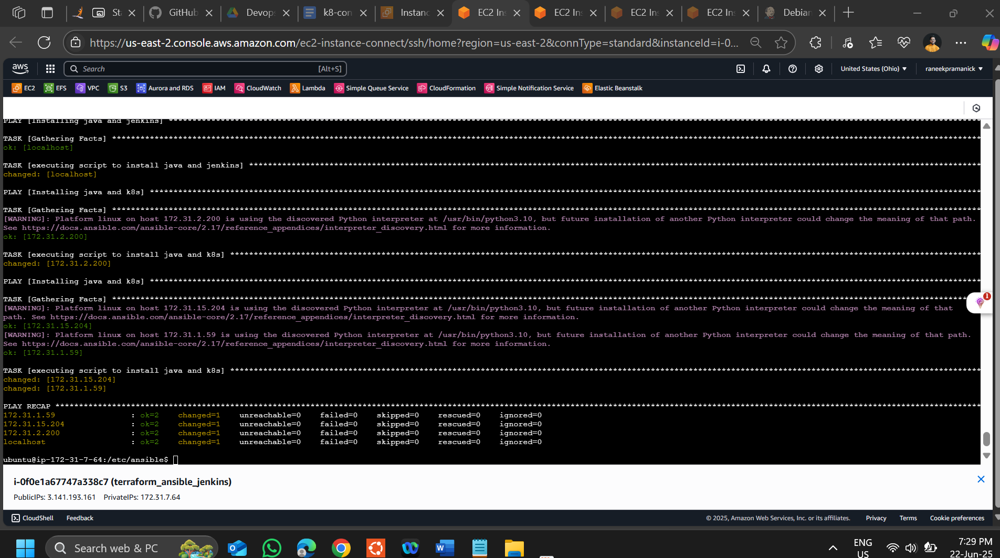 St
GitHub
Devop
k8-con
Instanc
EC2 Ins
EC2 Ins
EC2 Ins
EC2 Ins
Debian
https://us-east-2.console.aws.amazon.com/ec2-instance-connect/ssh/home?region=us-east-2&connType=standard&instanceId=i-0...
aws
Search
[Alt+S]
United States (Ohio)
raneekpramanick
EC2
EFS
VPC
S3
Aurora and RDS
IAM
CloudWatch
Lambda
Simple Queue Service
CloudFormation
Simple Notification Service
Elastic Beanstalk
PLAY [Installing java and jenkins] ****
TASK [Gathering Facts] ****
ok: [localhost]
TASK [executing script to install java and jenkins] ****
changed: [localhost]
PLAY [Installing java and k8s] ****
TASK [Gathering Facts] ****
[WARNING]: Platform linux on host 172.31.2.200 is using the discovered Python interpreter at /usr/bin/python3.10, but future installation of another Python interpreter could change the meaning of that path.
See https://docs.ansible.com/ansible-core/2.17/reference_appendices/interpreter_discovery.html for more information.
ok: [172.31.2.200]
TASK [executing script to install java and k8s] ****
changed: [172.31.2.200]
PLAY [Installing java and k8s] ****
TASK [Gathering Facts] ****
[WARNING]: Platform linux on host 172.31.15.204 is using the discovered Python interpreter at /usr/bin/python3.10, but future installation of another Python interpreter could change the meaning of that
path. See https://docs.ansible.com/ansible-core/2.17/reference_appendices/interpreter_discovery.html for more information.
ok: [172.31.15.204]
[WARNING]: Platform linux on host 172.31.1.59 is using the discovered Python interpreter at /usr/bin/python3.10, but future installation of another Python interpreter could change the meaning of that path.
See https://docs.ansible.com/ansible-core/2.17/reference_appendices/interpreter_discovery.html for more information.
ok: [172.31.1.59]
TASK [executing script to install java and k8s] ****
changed: [172.31.15.204]
changed: [172.31.1.59]
PLAY RECAP ****
172.31.1.59 : ok=2 changed=1 unreachable=0 failed=0 skipped=0 rescued=0 ignored=0
172.31.15.204 : ok=2 changed=1 unreachable=0 failed=0 skipped=0 rescued=0 ignored=0
172.31.2.200 : ok=2 changed=1 unreachable=0 failed=0 skipped=0 rescued=0 ignored=0
localhost : ok=2 changed=1 unreachable=0 failed=0 skipped=0 rescued=0 ignored=0
ubuntu@ip-172-31-7-64:/etc/ansible$
1
i-0f0e1a67747a338c7 (terraform_ansible_jenkins)
PublicIPs: 3.141.193.161 PrivateIPs: 172.31.7.64
CloudShell
Feedback
© 2025, Amazon Web Services, Inc. or its affiliates.
Privacy
Terms
Cookie preferences
Search web & PC
ENG
US
7:29 PM
22-Jun-25